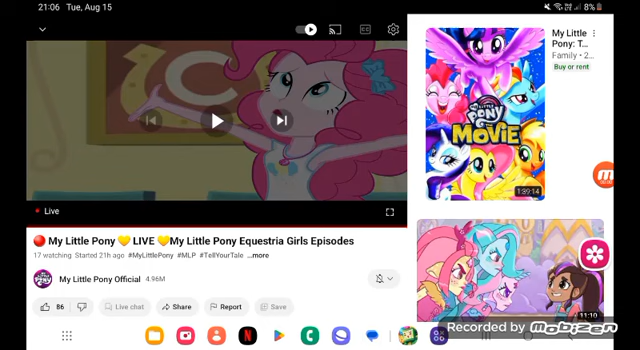 21:06 Tue, Aug 15
8%
CC
Live
🔴 My Little Pony 💛 LIVE 💛My Little Pony Equestria Girls Episodes
17 watching Started 21h ago #MyLittlePony #MLP #TellYourTale ...more
My Little Pony Official 4.96M
86
Live chat
Share
Report
Save
My Little
Pony: T...
Family • 2...
Buy or rent
My Little
PONY
THE
MOVIE
1:39:14
11:10
Recorded by Mobizen